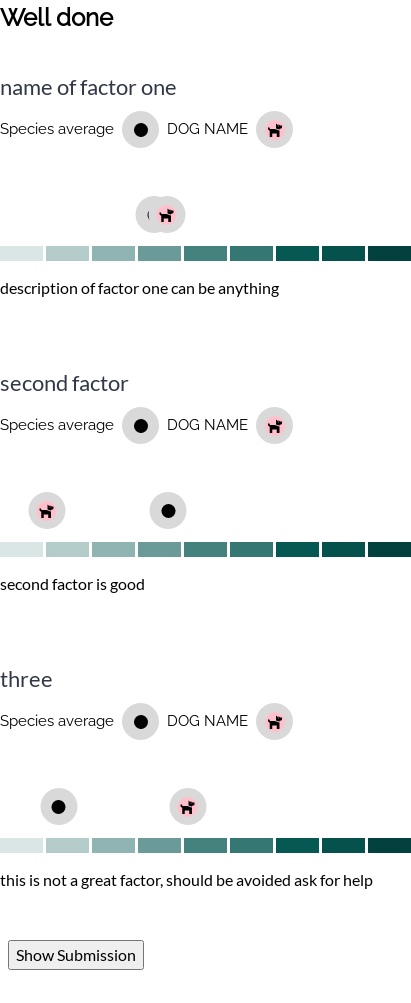 Well done
name of factor one
Species average DOG NAME
description of factor one can be anything
second factor
Species average DOG NAME
second factor is good
three
Species average DOG NAME
this is not a great factor, should be avoided ask for help
Show Submission